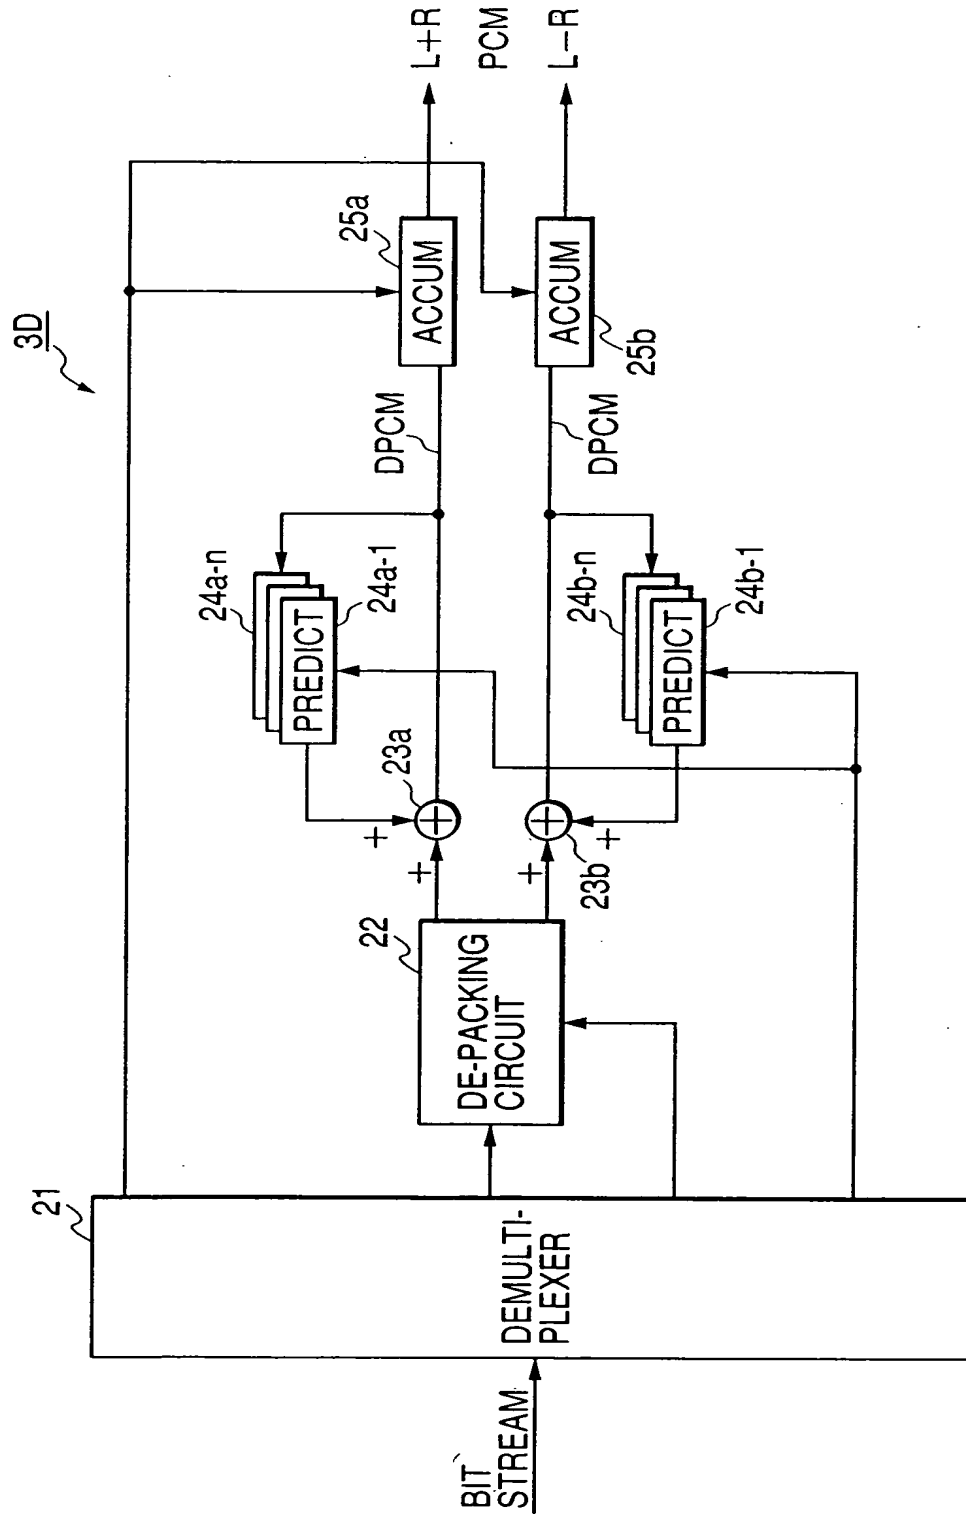 3D
21
22
23a
24a-n
24a-1
25a
L+R
PCM
L−R
BIT
STREAM
DEMULTI-
PLEXER
DE-PACKING
CIRCUIT
+
+
+
PREDICT
DPCM
ACCUM
+
+
+
23b
24b-n
PREDICT
24b-1
DPCM
ACCUM
25b